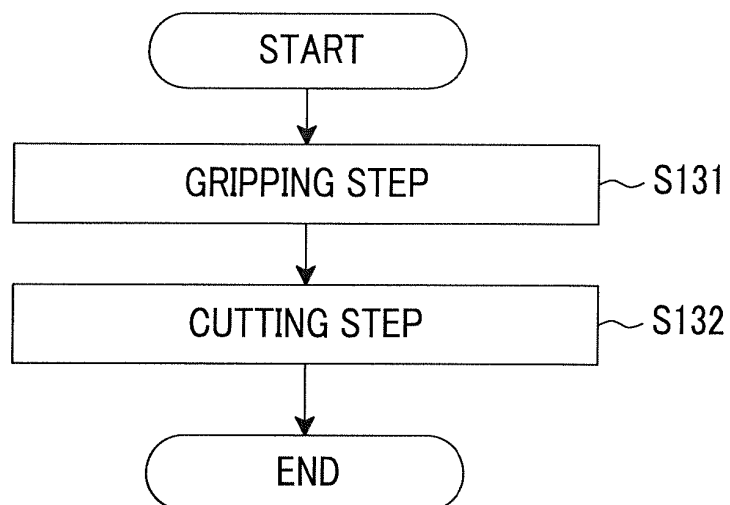 START
GRIPPING STEP
S131
CUTTING STEP
S132
END